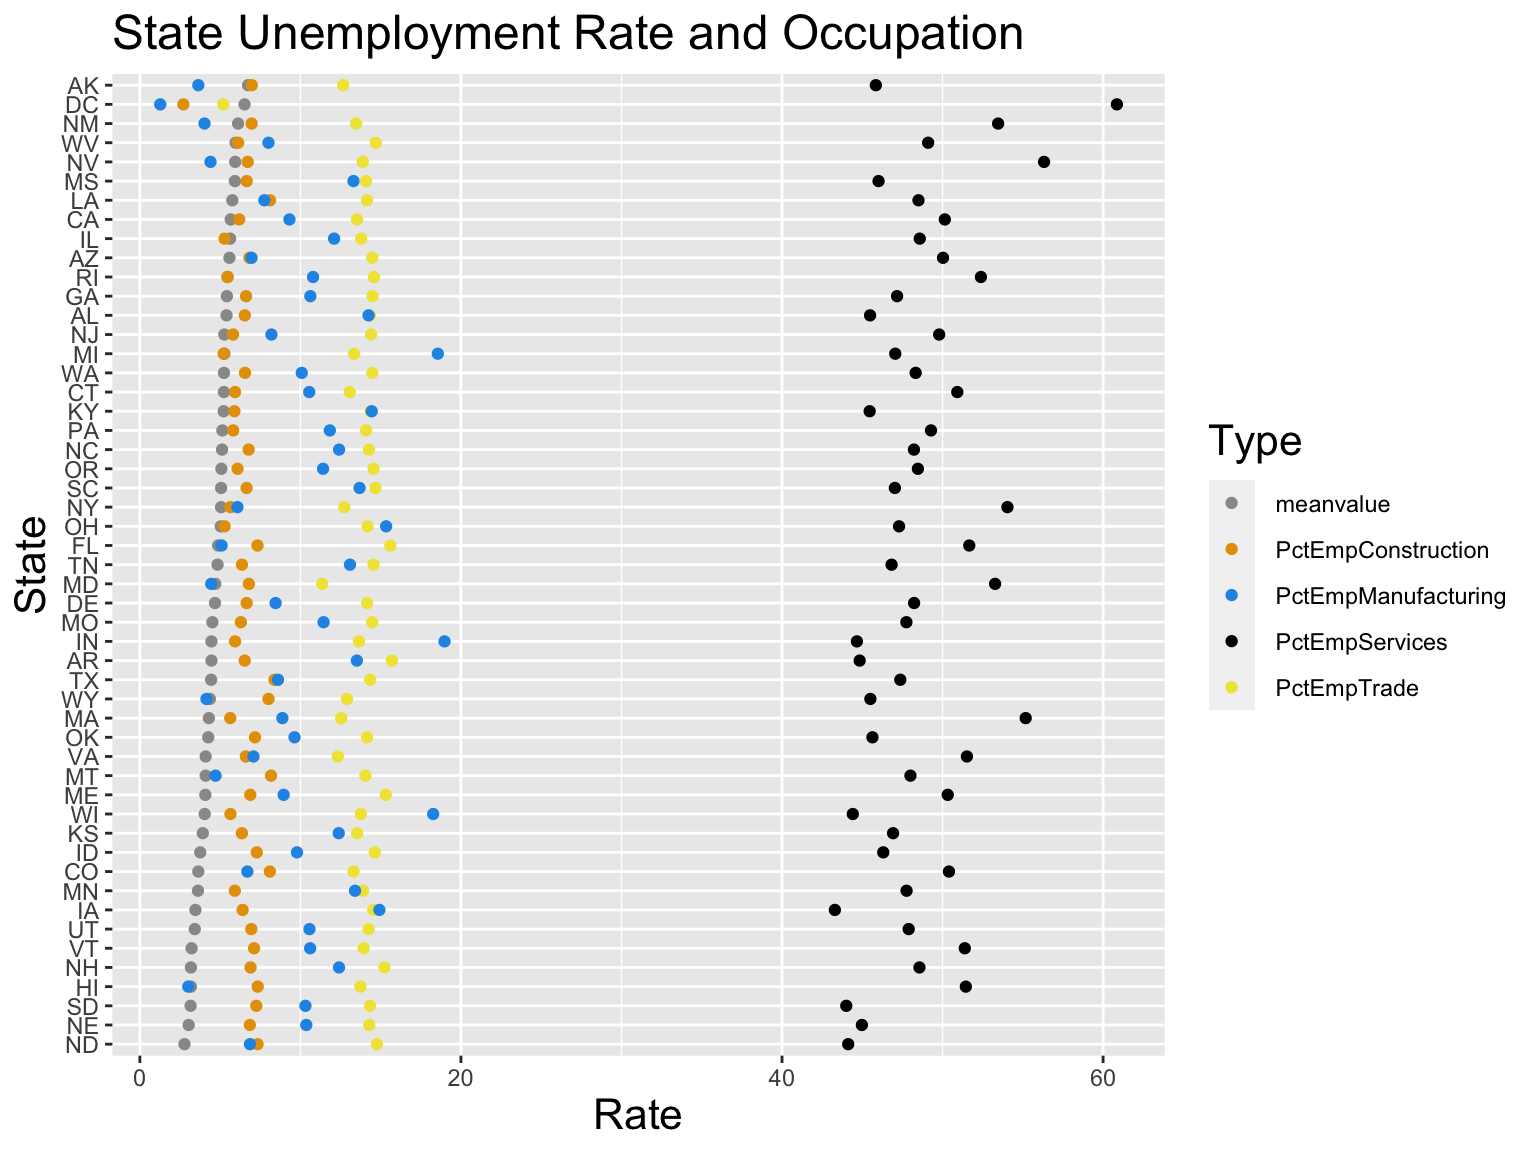 State Unemployment Rate and Occupation
State
AK
DC
NM
WV
NV
MS
LA
CA
IL
AZ
RI
GA
AL
NJ
MI
WA
CT
KY
PA
NC
OR
SC
NY
OH
FL
TN
MD
DE
MO
IN
AR
TX
WY
MA
OK
VA
MT
ME
WI
KS
ID
CO
MN
IA
UT
VT
NH
HI
SD
NE
ND
0 20 40 60
Rate
Type
meanvalue
PctEmpConstruction
PctEmpManufacturing
PctEmpServices
PctEmpTrade